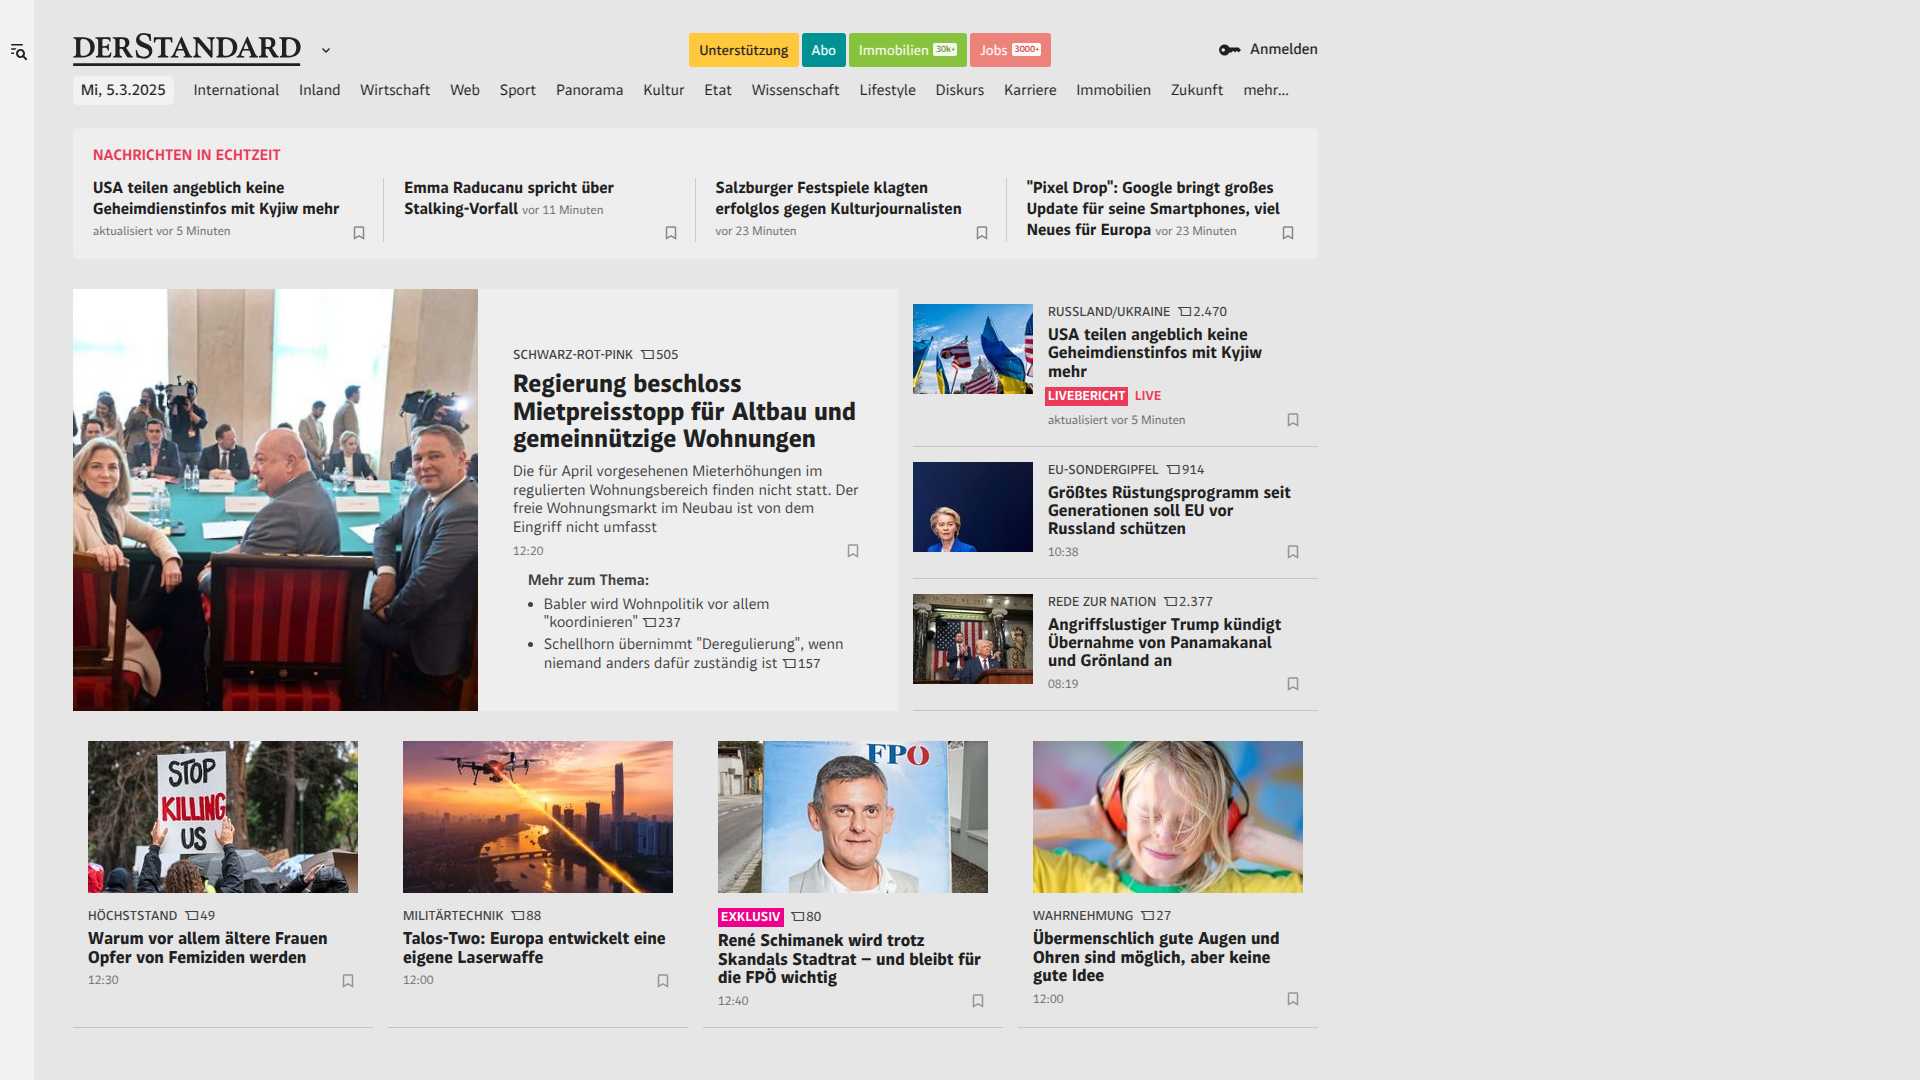 DERSTANDARD
Unterstützung
Abo
Immobilien 30k+
Jobs 3000+
Anmelden
Mi, 5.3.2025 International Inland Wirtschaft Web Sport Panorama Kultur Etat Wissenschaft Lifestyle Diskurs Karriere Immobilien Zukunft mehr...
NACHRICHTEN IN ECHTZEIT
USA teilen angeblich keine
Geheimdienstinfos mit Kyjiw mehr
aktualisiert vor 5 Minuten
Emma Raducanu spricht über
Stalking-Vorfall vor 11 Minuten
Salzburger Festspiele klagten
erfolglos gegen Kulturjournalisten
vor 23 Minuten
"Pixel Drop": Google bringt großes
Update für seine Smartphones, viel
Neues für Europa vor 23 Minuten
SCHWARZ-ROT-PINK 505
Regierung beschloss
Mietpreisstopp für Altbau und
gemeinnützige Wohnungen
Die für April vorgesehenen Mieterhöhungen im
regulierten Wohnungsbereich finden nicht statt. Der
freie Wohnungsmarkt im Neubau ist von dem
Eingriff nicht umfasst
12:20
Mehr zum Thema:
• Babler wird Wohnpolitik vor allem
"koordinieren" 237
• Schellhorn übernimmt "Deregulierung", wenn
niemand anders dafür zuständig ist 157
RUSSLAND/UKRAINE 2.470
USA teilen angeblich keine
Geheimdienstinfos mit Kyjiw
mehr
LIVEBERICHT LIVE
aktualisiert vor 5 Minuten
EU-SONDERGIPFEL 914
Größtes Rüstungsprogramm seit
Generationen soll EU vor
Russland schützen
10:38
REDE ZUR NATION 2.377
Angriffslustiger Trump kündigt
Übernahme von Panamakanal
und Grönland an
08:19
STOP
KILLING
US
HÖCHSTSTAND 49
Warum vor allem ältere Frauen
Opfer von Femiziden werden
12:30
MILITÄRTECHNIK 88
Talos-Two: Europa entwickelt eine
eigene Laserwaffe
12:00
FPÖ
EXKLUSIV 80
René Schimanek wird trotz
Skandals Stadtrat – und bleibt für
die FPÖ wichtig
12:40
WAHRNEHMUNG 27
Übermenschlich gute Augen und
Ohren sind möglich, aber keine
gute Idee
12:00